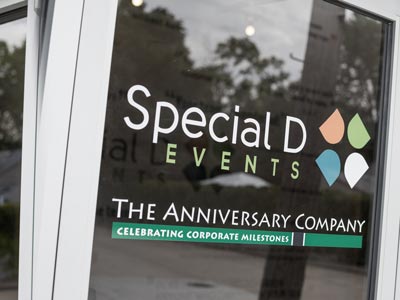 Special D
EVENTS
THE ANNIVERSARY COMPANY
CELEBRATING CORPORATE MILESTONES